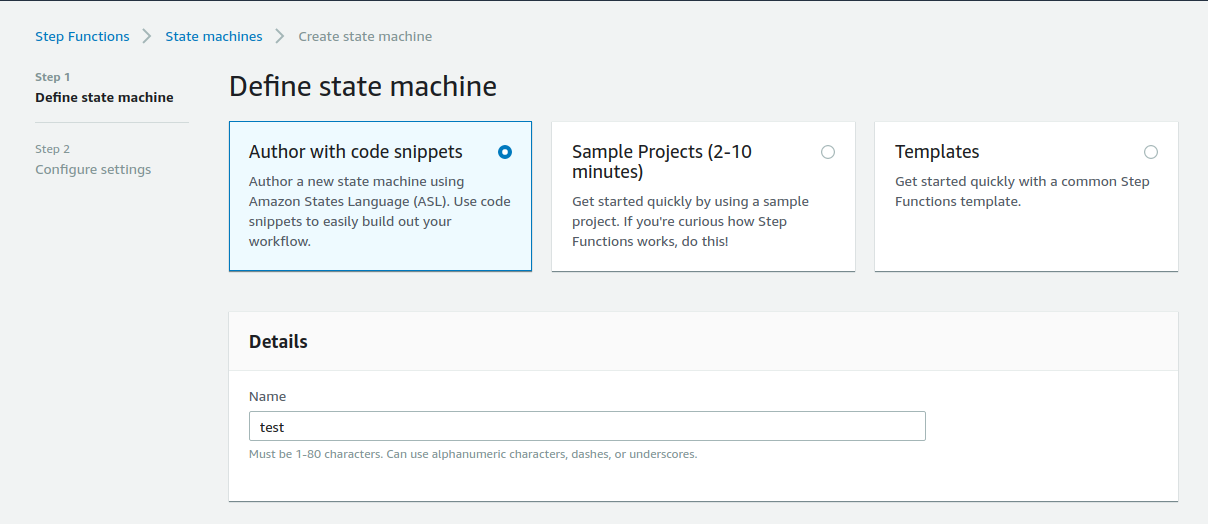 Step Functions > State machines > Create state machine
Step 1
Define state machine
Step 2
Configure settings
Define state machine
Author with code snippets
Author a new state machine using
Amazon States Language (ASL). Use code
snippets to easily build out your
workflow.
Sample Projects (2-10
minutes)
Get started quickly by using a sample
project. If you're curious how Step
Functions works, do this!
Templates
Get started quickly with a common Step
Functions template.
Details
Name
test
Must be 1-80 characters. Can use alphanumeric characters, dashes, or underscores.